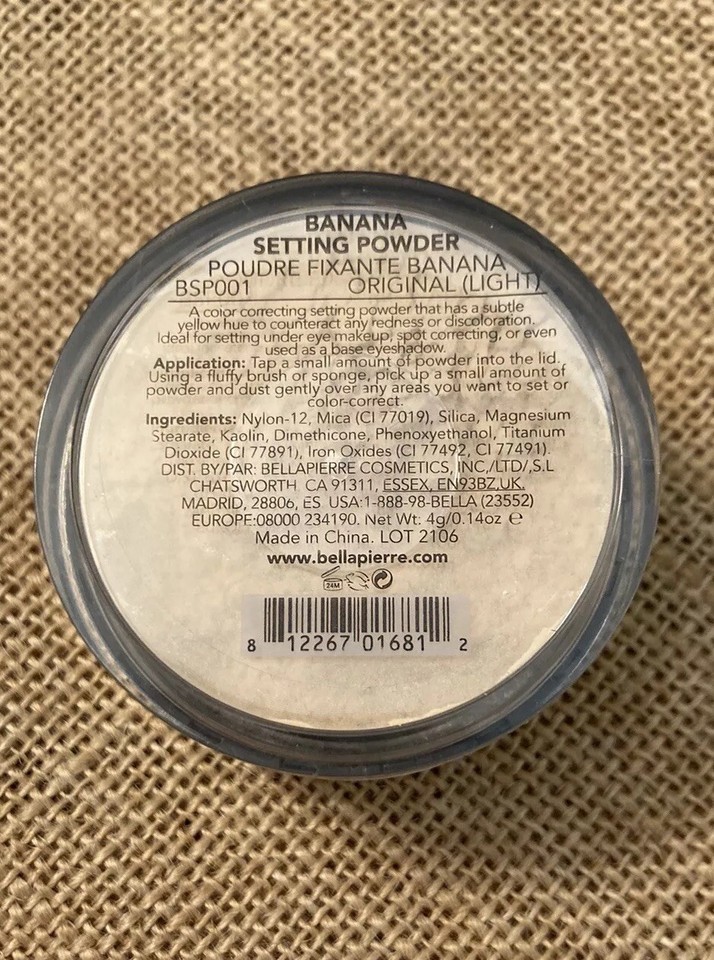 BANANA
SETTING POWDER
POUDRE FIXANTE BANANA
BSP001 ORIGINAL (LIGHT)
A color correcting setting powder that has a subtle
yellow hue to counteract any redness or discoloration.
Ideal for setting under eye makeup, spot correcting, or even
used as a base eyeshadow.
Application: Tap a small amount of powder into the lid.
Using a fluffy brush or sponge, pick up a small amount of
powder and dust gently over any areas you want to set or
color-correct.
Ingredients: Nylon-12, Mica (CI 77019), Silica, Magnesium
Stearate, Kaolin, Dimethicone, Phenoxyethanol, Titanium
Dioxide (CI 77891), Iron Oxides (CI 77492, CI 77491).
DIST. BY/PAR: BELLAPIERRE COSMETICS, INC,/LTD/,S.L
CHATSWORTH. CA 91311, ESSEX, EN93BZ,UK.
MADRID, 28806, ES. USA:1-888-98-BELLA (23552)
EUROPE:08000 234190. Net Wt: 4g/0.14oz ℮
Made in China. LOT 2106
www.bellapierre.com
24M
8 12267 01681 2